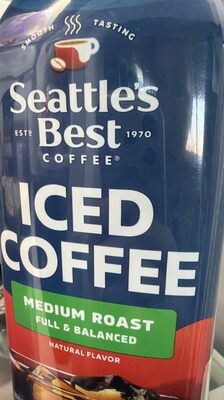 SMOOTH TASTING
Seattle's
ESTD Best 1970
COFFEE®
ICED
COFFEE
MEDIUM ROAST
FULL & BALANCED
NATURAL FLAVOR